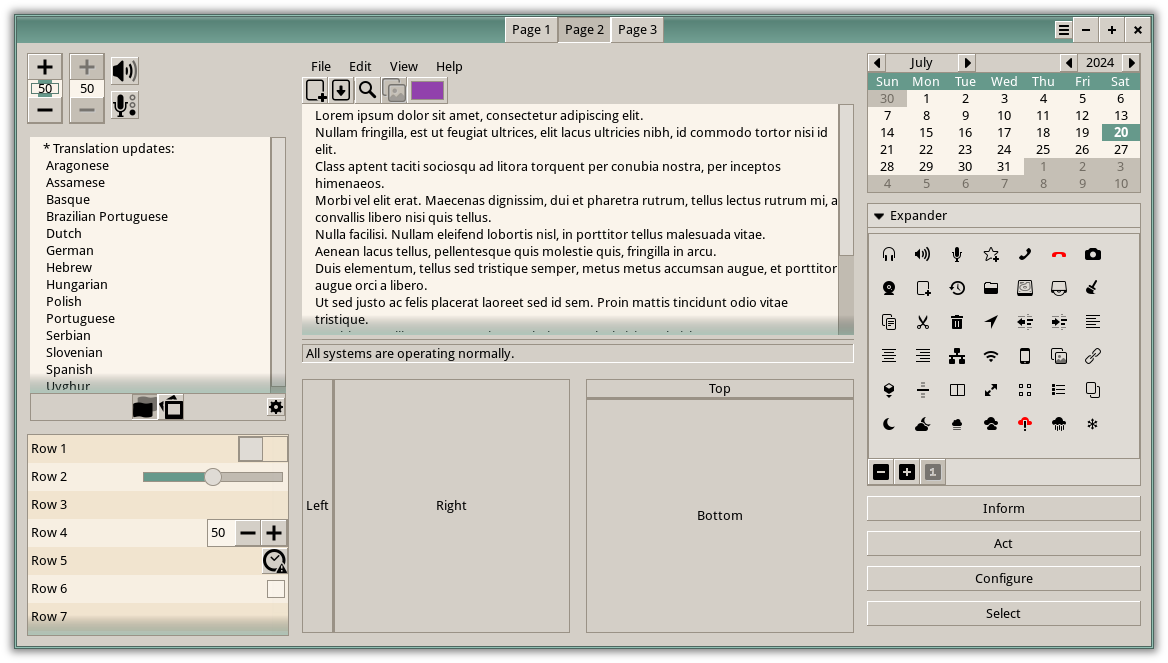 Page 1 Page 2 Page 3
50 50
* Translation updates:
Aragonese
Assamese
Basque
Brazilian Portuguese
Dutch
German
Hebrew
Hungarian
Polish
Portuguese
Serbian
Slovenian
Spanish
Uyghur
Row 1
Row 2
Row 3
Row 4 50
Row 5
Row 6
Row 7
File Edit View Help
Lorem ipsum dolor sit amet, consectetur adipiscing elit.
Nullam fringilla, est ut feugiat ultrices, elit lacus ultricies nibh, id commodo tortor nisi id
elit.
Class aptent taciti sociosqu ad litora torquent per conubia nostra, per inceptos
himenaeos.
Morbi vel elit erat. Maecenas dignissim, dui et pharetra rutrum, tellus lectus rutrum mi, a
convallis libero nisi quis tellus.
Nulla facilisi. Nullam eleifend lobortis nisl, in porttitor tellus malesuada vitae.
Aenean lacus tellus, pellentesque quis molestie quis, fringilla in arcu.
Duis elementum, tellus sed tristique semper, metus metus accumsan augue, et porttitor
augue orci a libero.
Ut sed justo ac felis placerat laoreet sed id sem. Proin mattis tincidunt odio vitae
tristique.
All systems are operating normally.
Left Right
Top
Bottom
July 2024
Sun Mon Tue Wed Thu Fri Sat
30 1 2 3 4 5 6
7 8 9 10 11 12 13
14 15 16 17 18 19 20
21 22 23 24 25 26 27
28 29 30 31 1 2 3
4 5 6 7 8 9 10
Expander
1
Inform
Act
Configure
Select